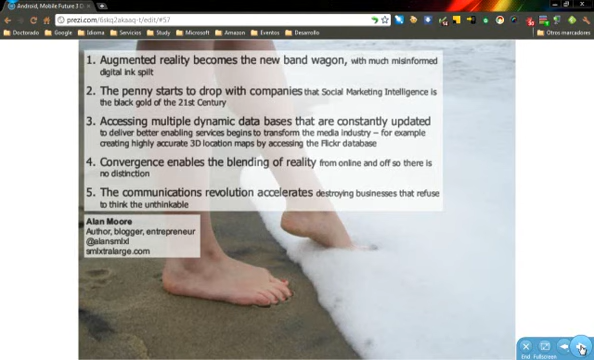 Android, Mobile Future
prezi.com/6skq2akaaq-t/edit/#57
Doctorado
Google
Idioma
Servicios
Study
Microsoft
Amazon
Eventos
Desarrollo
Otros marcadores
1. Augmented reality becomes the new band wagon, with much misinformed
digital ink spilt
2. The penny starts to drop with companies that Social Marketing Intelligence is
the black gold of the 21st Century
3. Accessing multiple dynamic data bases that are constantly updated
to deliver better enabling services begins to transform the media industry – for example
creating highly accurate 3D location maps by accessing the Flickr database
4. Convergence enables the blending of reality from online and off so there is
no distinction
5. The communications revolution accelerates destroying businesses that refuse
to think the unthinkable
Alan Moore
Author, blogger, entrepreneur
@alansmlxl
smlxtralarge.com
End
Fullscreen